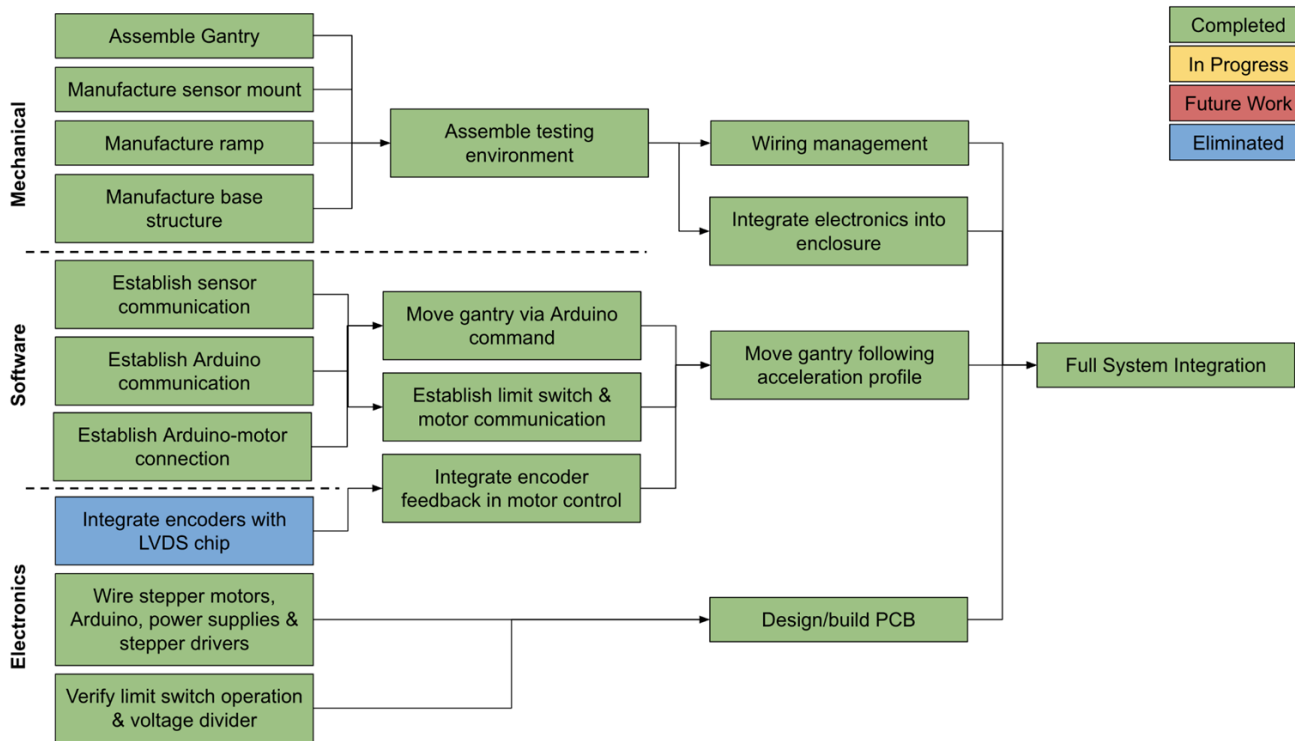 Assemble Gantry
Manufacture sensor mount
Manufacture ramp
Manufacture base
structure
Mechanical
Assemble testing
environment
Wiring management
Integrate electronics into
enclosure
Completed
In Progress
Future Work
Eliminated
Software
Establish sensor
communication
Establish Arduino
communication
Establish Arduino-motor
connection
Move gantry via Arduino
command
Establish limit switch &
motor communication
Integrate encoder
feedback in motor control
Move gantry following
acceleration profile
Full System Integration
Electronics
Integrate encoders with
LVDS chip
Wire stepper motors,
Arduino, power supplies &
stepper drivers
Verify limit switch operation
& voltage divider
Design/build PCB